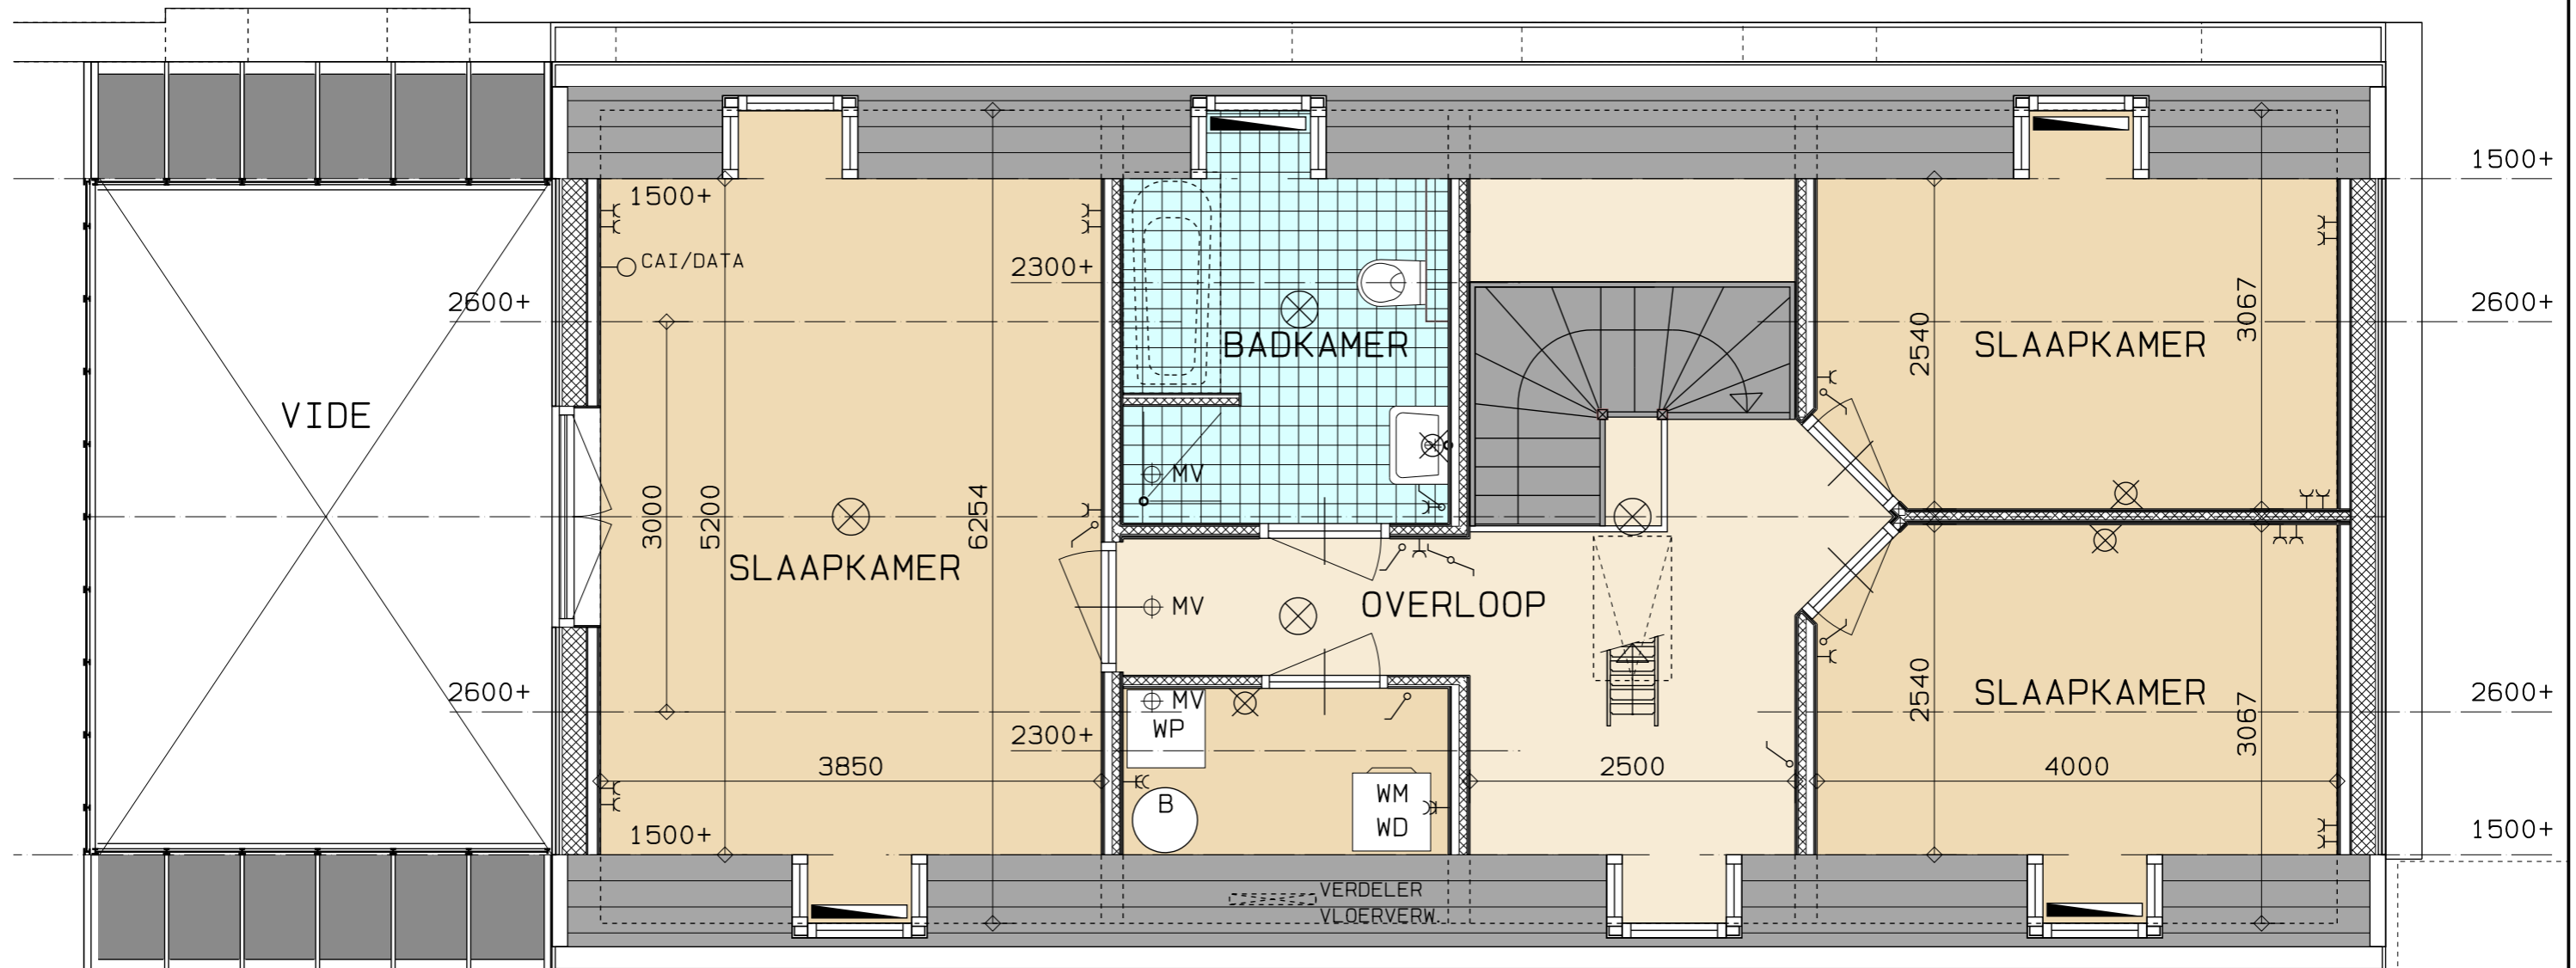 1500+
1500+
CAI/DATA
2300+
2600+
2600+
BADKAMER
SLAAPKAMER
2540
3067
VIDE
MV
3000
5200
6254
SLAAPKAMER
MV
OVERLOOP
2600+
MV
WP
2300+
SLAAPKAMER
2540
3067
2600+
3850
2500
4000
B
WM
WD
1500+
1500+
VERDELER
VLOERVERW.